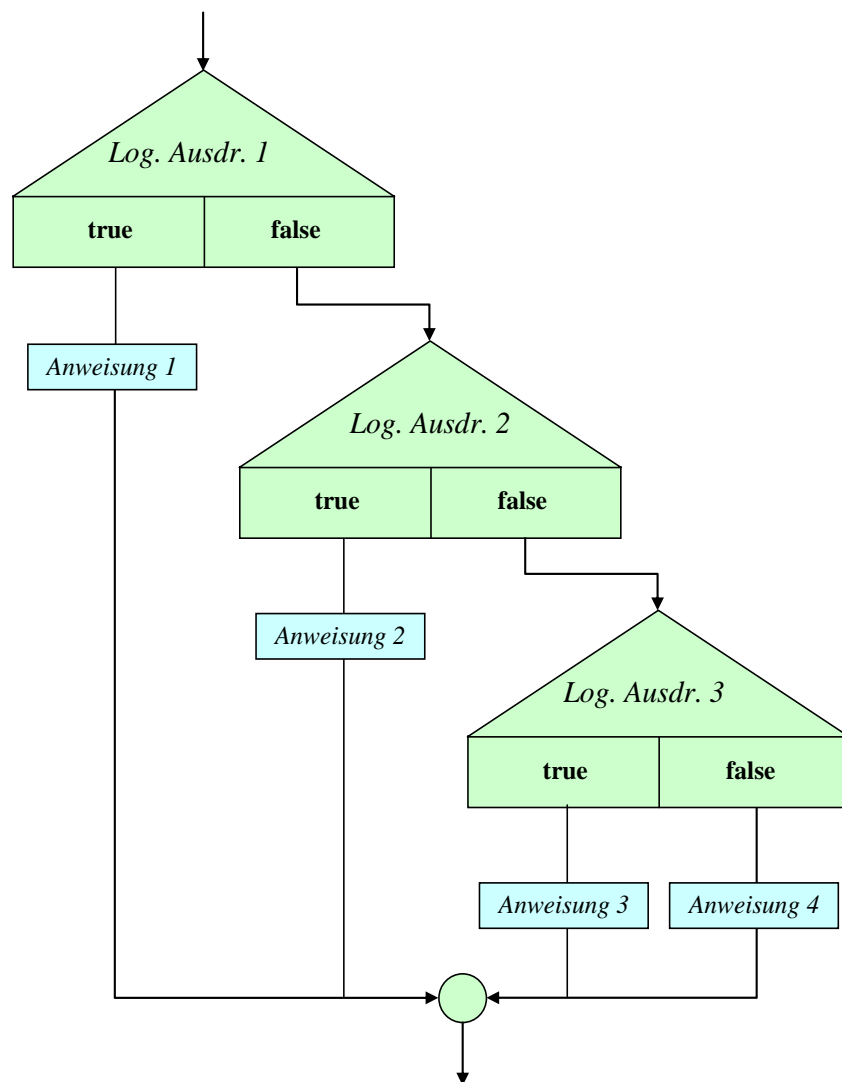 Log. Ausdr. 1
true false
Anweisung 1
Log. Ausdr. 2
true false
Anweisung 2
Log. Ausdr. 3
true false
Anweisung 3 Anweisung 4